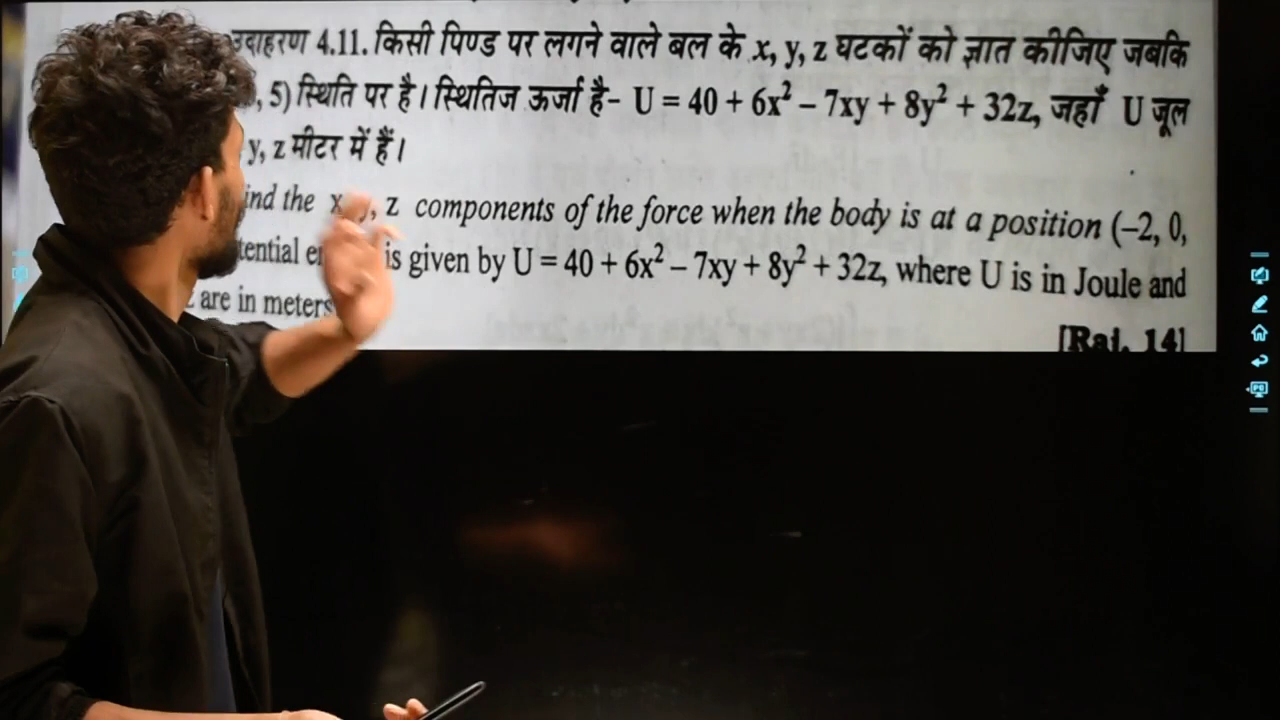 उदाहरण 4.11. किसी पिण्ड पर लगने वाले बल के x, y, z घटकों को ज्ञात कीजिए जबकि
, 5) स्थिति पर है। स्थितिज ऊर्जा है- U = 40 + 6x² – 7xy + 8y² + 32z, जहाँ U जूल
y, z मीटर में हैं।
ind the x y, z components of the force when the body is at a position (–2, 0,
tential is given by U = 40 + 6x² – 7xy + 8y² + 32z, where U is in Joule and
are in meters
[Raj. 14]